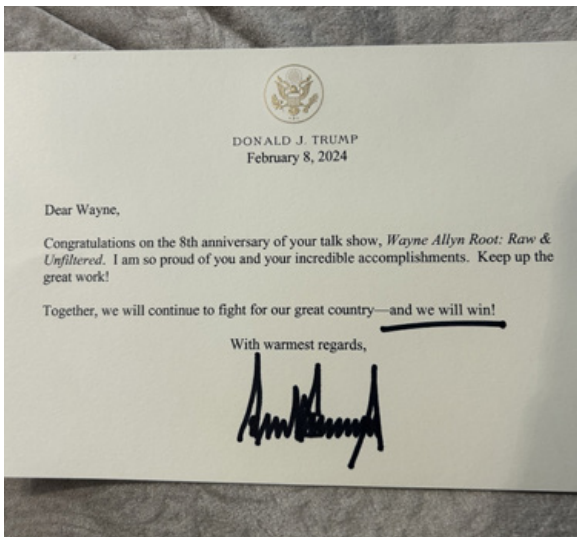 DONALD J. TRUMP
February 8, 2024
Dear Wayne,
Congratulations on the 8th anniversary of your talk show, Wayne Allyn Root: Raw &
Unfiltered. I am so proud of you and your incredible accomplishments. Keep up the
great work!
Together, we will continue to fight for our great country—and we will win!
With warmest regards,